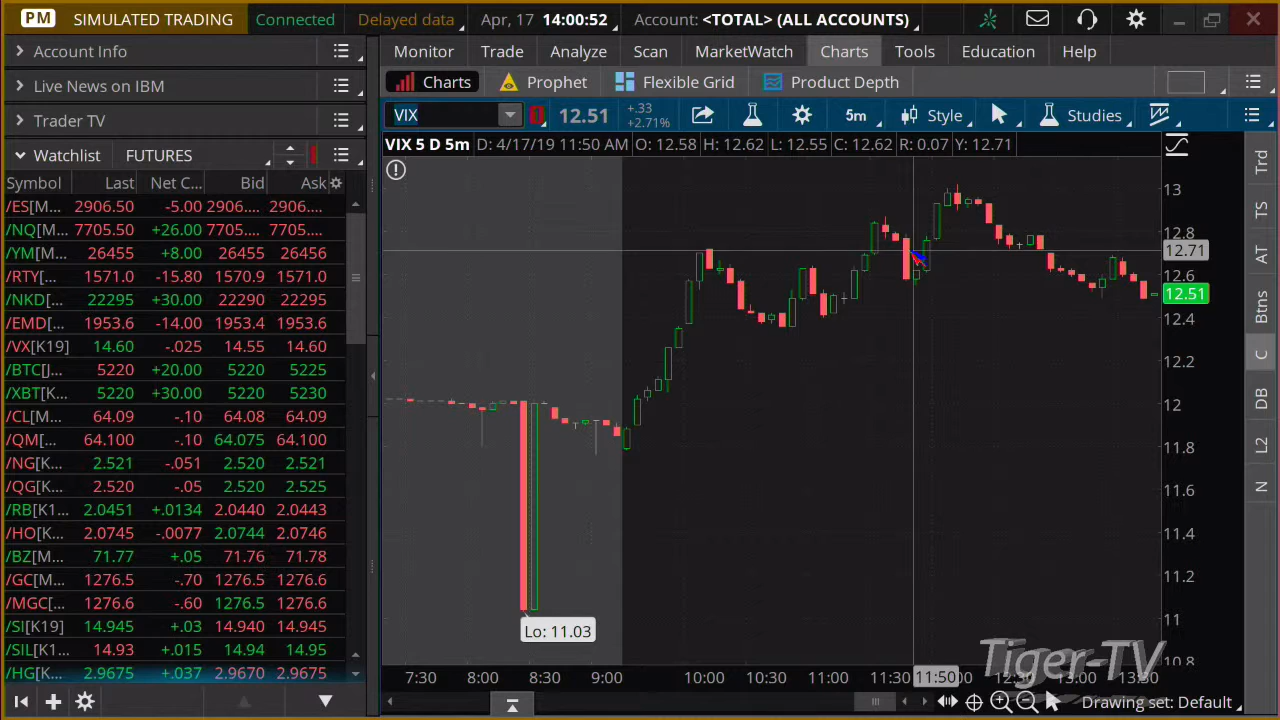 PM SIMULATED TRADING Connected Delayed data Apr, 17 14:00:52 Account: <TOTAL> (ALL ACCOUNTS)
Account Info
Monitor Trade Analyze Scan MarketWatch Charts Tools Education Help
Live News on IBM
Charts Prophet Flexible Grid Product Depth
Trader TV
VIX 12.51 +.33 +2.71% 5m Style Studies
Watchlist FUTURES
VIX 5 D 5m D: 4/17/19 11:50 AM O: 12.58 H: 12.62 L: 12.55 C: 12.62 R: 0.07 Y: 12.71
Symbol Last Net C... Bid Ask
/ES[M... 2906.50 -5.00 2906.... 2906....
/NQ[M... 7705.50 +26.00 7705.... 7705....
/YM[M... 26455 +8.00 26455 26456
/RTY[... 1571.0 -15.80 1570.9 1571.0
/NKD[... 22295 +30.00 22290 22295
/EMD[... 1953.6 -14.00 1953.4 1953.6
/VX[K19] 14.60 -.025 14.55 14.60
/BTC[J... 5220 +20.00 5220 5225
/XBT[K... 5220 +30.00 5220 5230
/CL[M... 64.09 -.10 64.08 64.09
/QM[... 64.100 -.10 64.075 64.100
/NG[K... 2.521 -.051 2.520 2.521
/QG[K... 2.520 -.05 2.520 2.525
/RB[K1... 2.0451 +.0134 2.0440 2.0443
/HO[K... 2.0745 -.0077 2.0744 2.0746
/BZ[M... 71.77 +.05 71.76 71.78
/GC[M... 1276.5 -.70 1276.5 1276.6
/MGC[... 1276.6 -.60 1276.5 1276.6
/SI[K19] 14.945 +.03 14.940 14.945
/SIL[K... 14.93 +.015 14.94 14.95
/HG[K... 2.9675 +.037 2.9670 2.9675
13
12.8
12.71
12.6
12.51
12.4
12.2
12
11.8
11.6
11.4
11.2
11
10.8
Lo: 11.03
7:30 8:00 8:30 9:00 10:00 10:30 11:00 11:30 11:50 12:30 13:00 13:30
Tiger-TV
Drawing set: Default
Trd
TS
AT
Btns
C
DB
L2
N